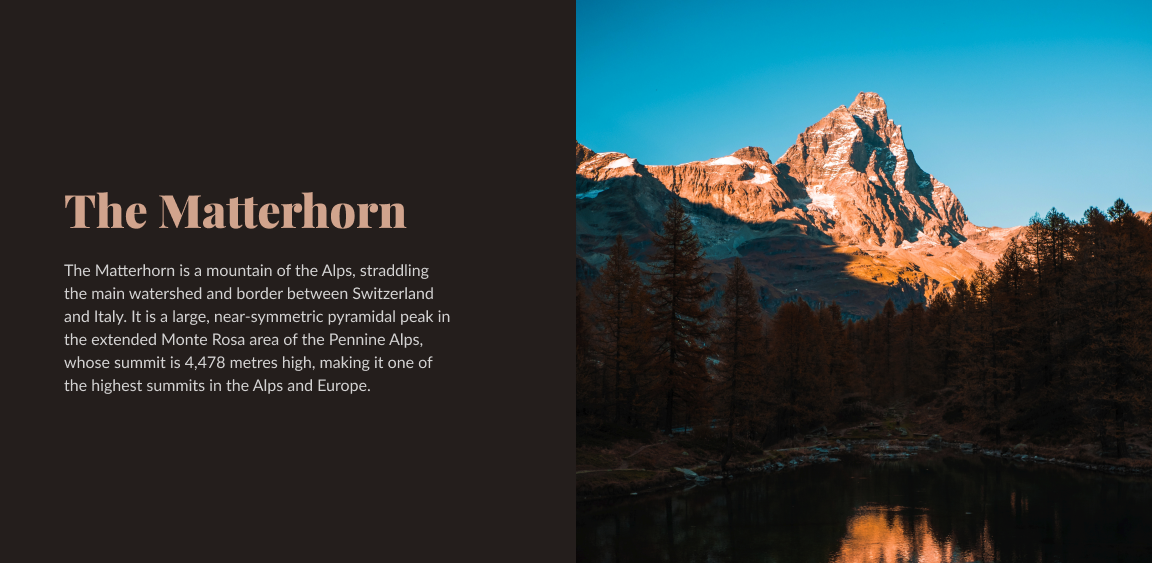 The Matterhorn
The Matterhorn is a mountain of the Alps, straddling
the main watershed and border between Switzerland
and Italy. It is a large, near-symmetric pyramidal peak in
the extended Monte Rosa area of the Pennine Alps,
whose summit is 4,478 metres high, making it one of
the highest summits in the Alps and Europe.